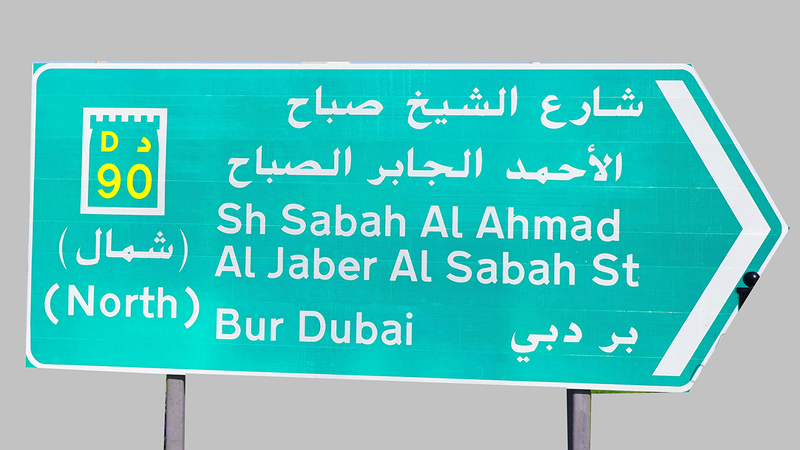 شارع الشيخ صباح
الأحمد الجابر الصباح
D د
90
(شمال)
(North)
Sh Sabah Al Ahmad
Al Jaber Al Sabah St
Bur Dubai
بر دبي